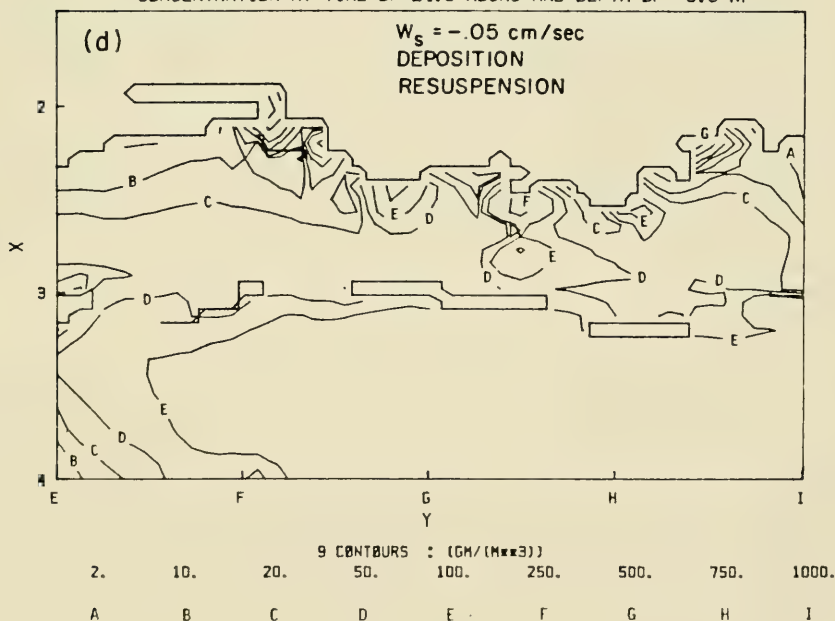 (d)
Ws = -.05 cm/sec
DEPOSITION
RESUSPENSION
2
G
A
B
C
E
D
F
C
E
C
E
D
E
D
D
3
D
E
E
D
C
B
4
X
E F G H I
Y
9 CONTOURS : (GM/(M**3))
2. 10. 20. 50. 100. 250. 500. 750. 1000.
A B C D E F G H I